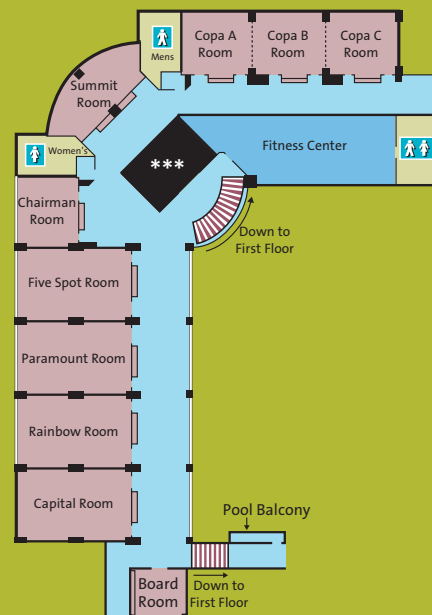 Copa A
Room
Copa B
Room
Copa C
Room
Mens
Summit
Room
Women's
***
Fitness Center
Chairman
Room
Down to
First Floor
Five Spot Room
Paramount Room
Rainbow Room
Capital Room
Pool Balcony
Board
Room
Down to
First Floor